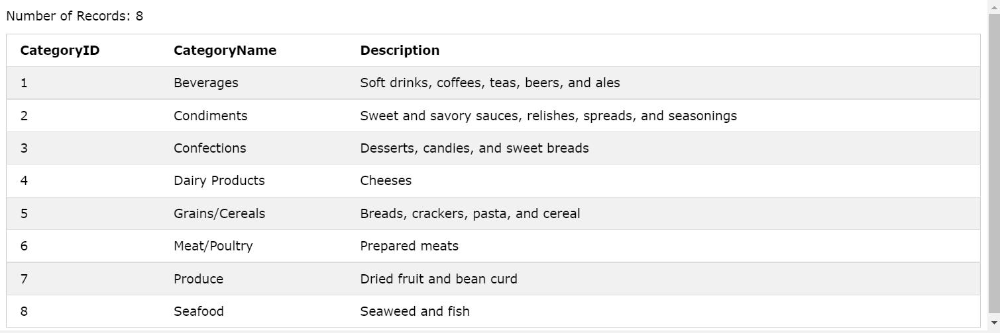 Number of Records: 8
CategoryID CategoryName Description
1 Beverages Soft drinks, coffees, teas, beers, and ales
2 Condiments Sweet and savory sauces, relishes, spreads, and seasonings
3 Confections Desserts, candies, and sweet breads
4 Dairy Products Cheeses
5 Grains/Cereals Breads, crackers, pasta, and cereal
6 Meat/Poultry Prepared meats
7 Produce Dried fruit and bean curd
8 Seafood Seaweed and fish